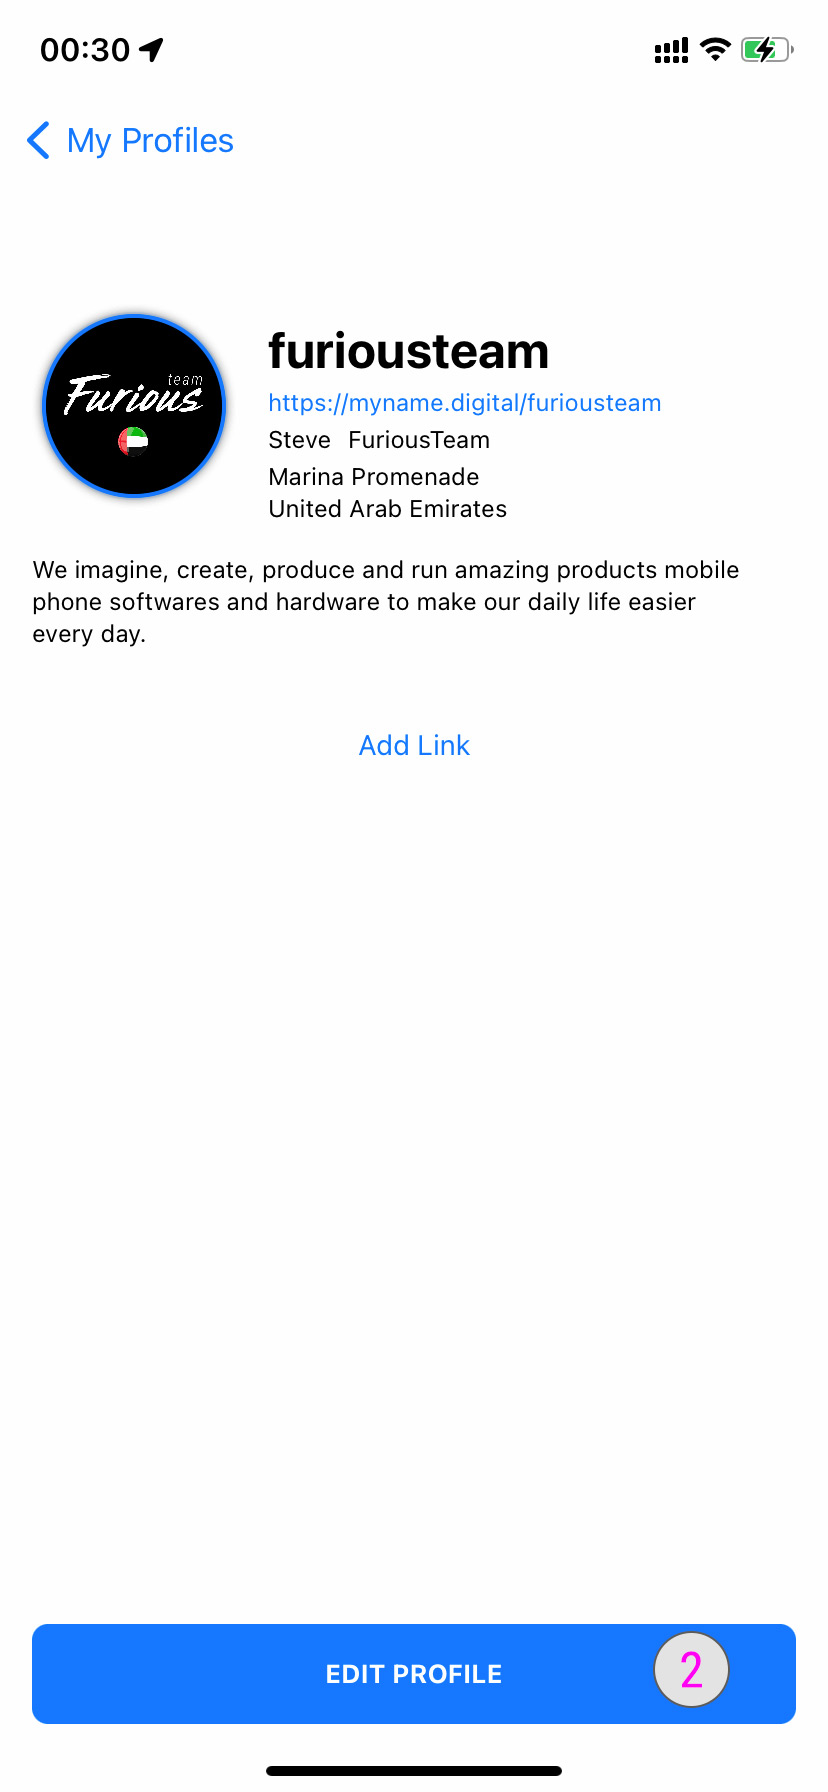 00:30
My Profiles
team
Furious
furiousteam
https://myname.digital/furiousteam
Steve FuriousTeam
Marina Promenade
United Arab Emirates
We imagine, create, produce and run amazing products mobile
phone softwares and hardware to make our daily life easier
every day.
Add Link
EDIT PROFILE
2